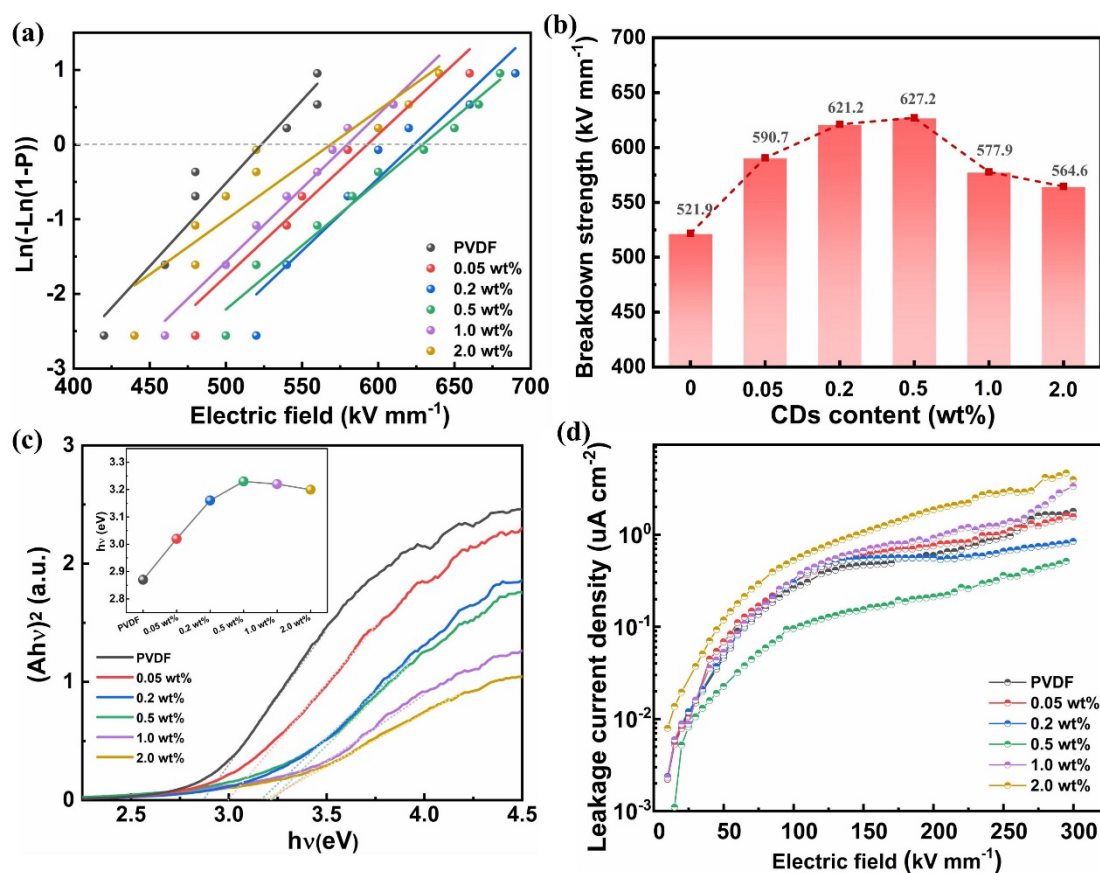 (a)
Ln(-Ln(1-P))
1
0
-1
-2
-3
400 450 500 550 600 650 700
Electric field (kV mm⁻¹)
PVDF
0.05 wt%
0.2 wt%
0.5 wt%
1.0 wt%
2.0 wt%
(b)
Breakdown strength (kV mm⁻¹)
700
650
600
550
500
450
400
521.9
590.7
621.2
627.2
577.9
564.6
0 0.05 0.2 0.5 1.0 2.0
CDs content (wt%)
(c)
(Ahν)² (a.u.)
3
2
1
0
2.5 3.0 3.5 4.0 4.5
hν(eV)
hν (eV)
3.3
3.2
3.1
3.0
2.9
2.8
PVDF 0.05 wt% 0.2 wt% 0.5 wt% 1.0 wt% 2.0 wt%
PVDF
0.05 wt%
0.2 wt%
0.5 wt%
1.0 wt%
2.0 wt%
(d)
Leakage current density (uA cm⁻²)
10⁰
10⁻¹
10⁻²
10⁻³
0 50 100 150 200 250 300
Electric field (kV mm⁻¹)
PVDF
0.05 wt%
0.2 wt%
0.5 wt%
1.0 wt%
2.0 wt%